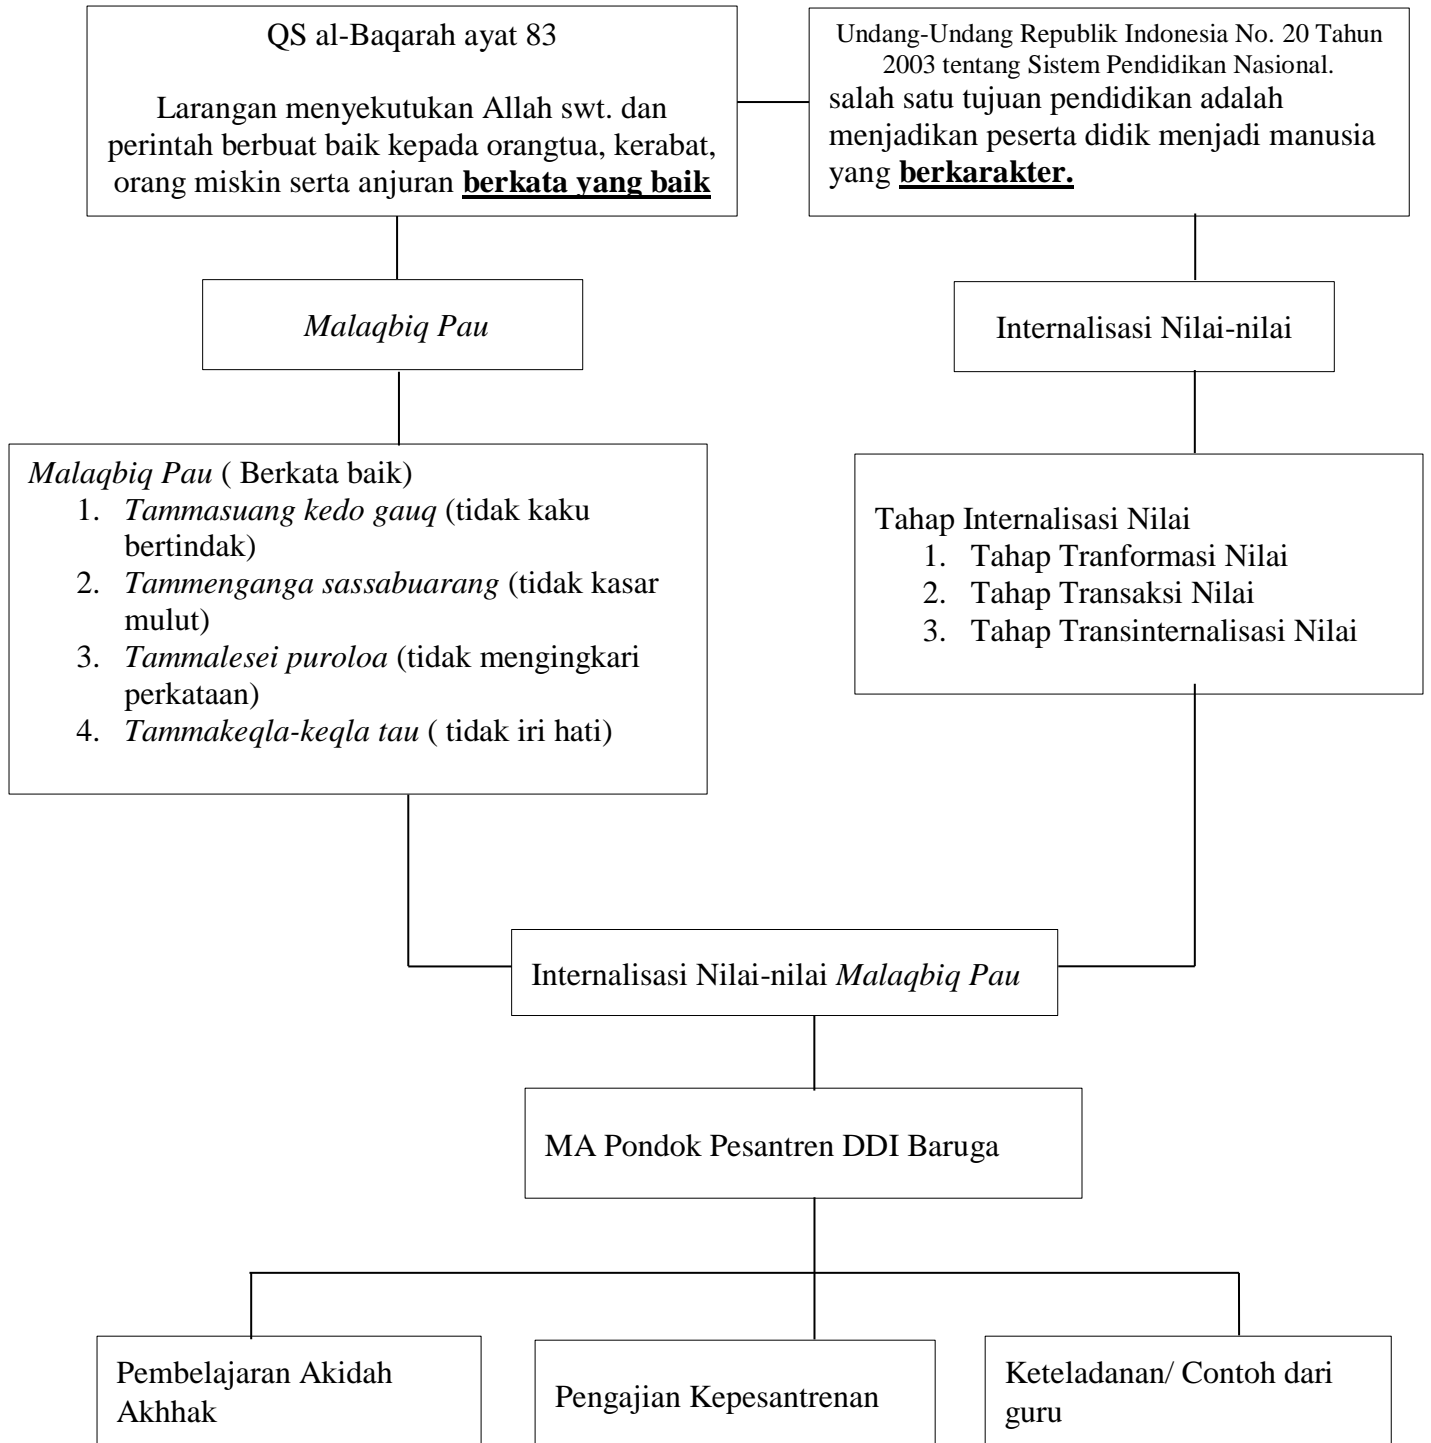 QS al-Baqarah ayat 83
Larangan menyekutukan Allah swt. dan
perintah berbuat baik kepada orangtua, kerabat,
orang miskin serta anjuran berkata yang baik
Undang-Undang Republik Indonesia No. 20 Tahun
2003 tentang Sistem Pendidikan Nasional.
salah satu tujuan pendidikan adalah
menjadikan peserta didik menjadi manusia
yang berkarakter.
Malaqbiq Pau
Internalisasi Nilai-nilai
Malaqbiq Pau ( Berkata baik)
1. Tammasuang kedo gauq (tidak kaku
bertindak)
2. Tammenganga sassabuarang (tidak kasar
mulut)
3. Tammalesei puroloa (tidak mengingkari
perkataan)
4. Tammakeqla-keqla tau ( tidak iri hati)
Tahap Internalisasi Nilai
1. Tahap Tranformasi Nilai
2. Tahap Transaksi Nilai
3. Tahap Transinternalisasi Nilai
Internalisasi Nilai-nilai Malaqbiq Pau
MA Pondok Pesantren DDI Baruga
Pembelajaran Akidah
Akhhak
Pengajian Kepesantrenan
Keteladanan/ Contoh dari
guru